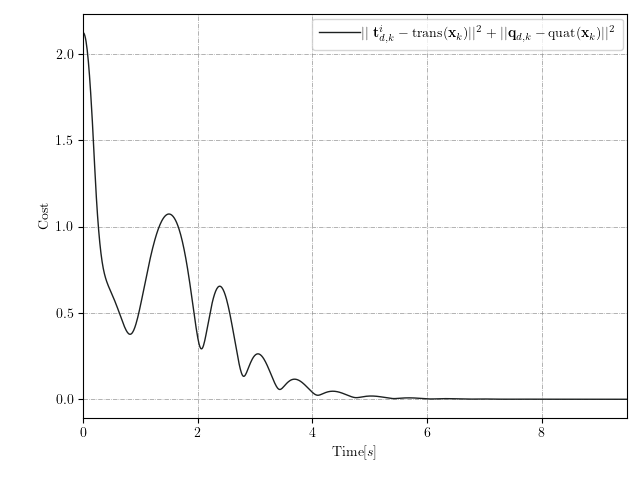 || t^i_{d,k} − trans(x_k)||^2 + ||q_{d,k} − quat(x_k)||^2
2.0
1.5
1.0
0.5
0.0
Cost
0 2 4 6 8
Time[s]